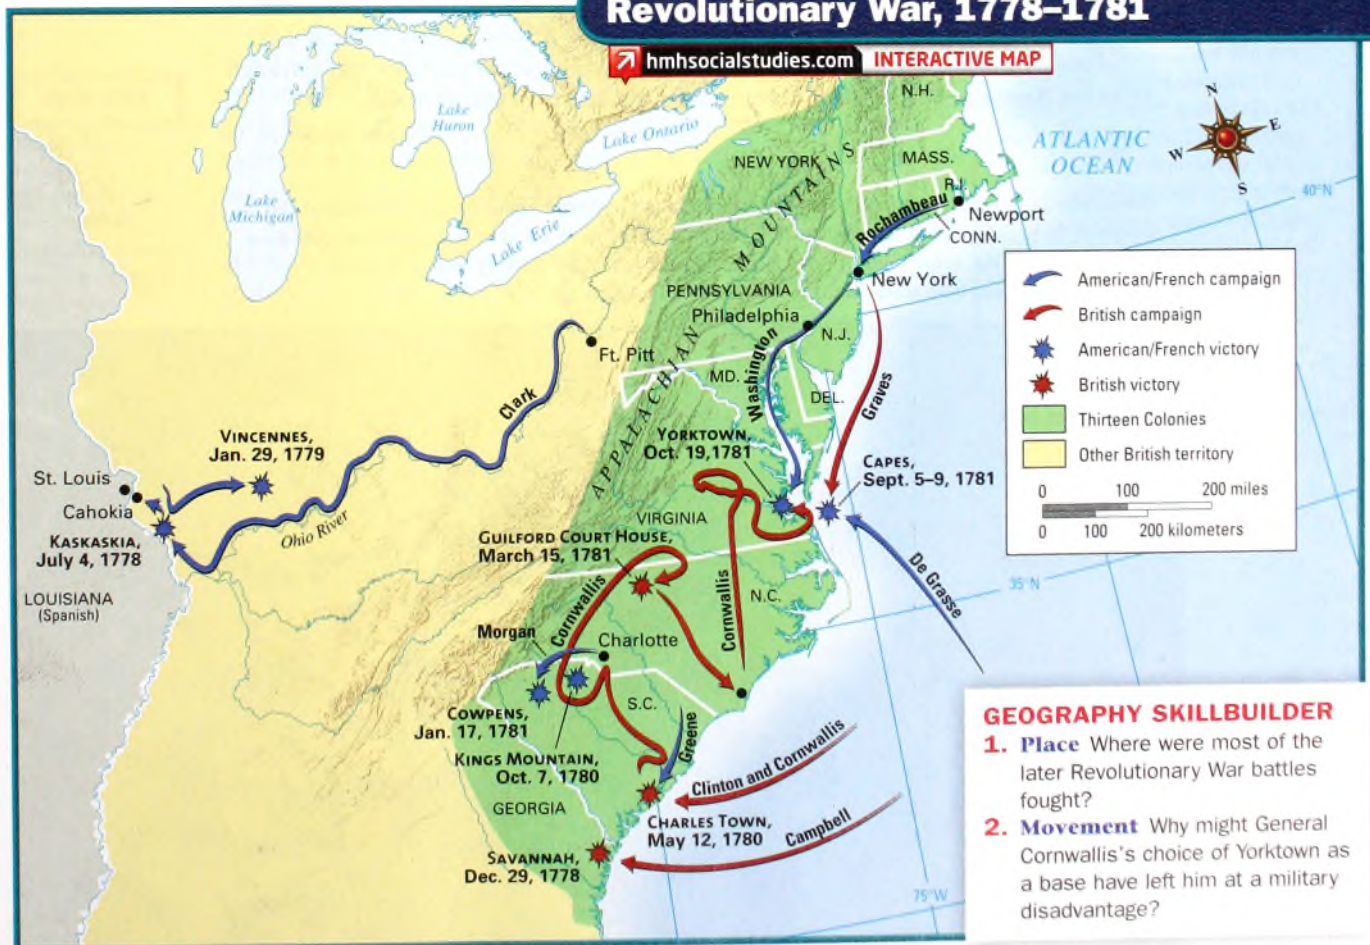 Revolutionary War, 1778–1781
hmhsocialstudies.com INTERACTIVE MAP
Lake
Huron
Lake Ontario
Lake
Michigan
Lake Erie
N.H.
NEW YORK
MASS.
R.I.
Rochambeau
Newport
CONN.
ATLANTIC
OCEAN
N
E
W
S
40°N
APPALACHIAN MOUNTAINS
New York
PENNSYLVANIA
Philadelphia
N.J.
Ft. Pitt
MD.
DEL.
Washington
Graves
Clark
American/French campaign
British campaign
American/French victory
British victory
Thirteen Colonies
Other British territory
0 100 200 miles
0 100 200 kilometers
VINCENNES,
Jan. 29, 1779
St. Louis
Cahokia
KASKASKIA,
July 4, 1778
Ohio River
LOUISIANA
(Spanish)
YORKTOWN,
Oct. 19,1781
CAPES,
Sept. 5–9, 1781
VIRGINIA
GUILFORD COURT HOUSE,
March 15, 1781
De Grasse
35°N
Cornwallis
Cornwallis
N.C.
Morgan
Charlotte
S.C.
COWPENS,
Jan. 17, 1781
KINGS MOUNTAIN,
Oct. 7, 1780
Greene
Clinton and Cornwallis
GEORGIA
CHARLES TOWN,
May 12, 1780
Campbell
SAVANNAH,
Dec. 29, 1778
75°W
GEOGRAPHY SKILLBUILDER
1. Place Where were most of the
later Revolutionary War battles
fought?
2. Movement Why might General
Cornwallis's choice of Yorktown as
a base have left him at a military
disadvantage?